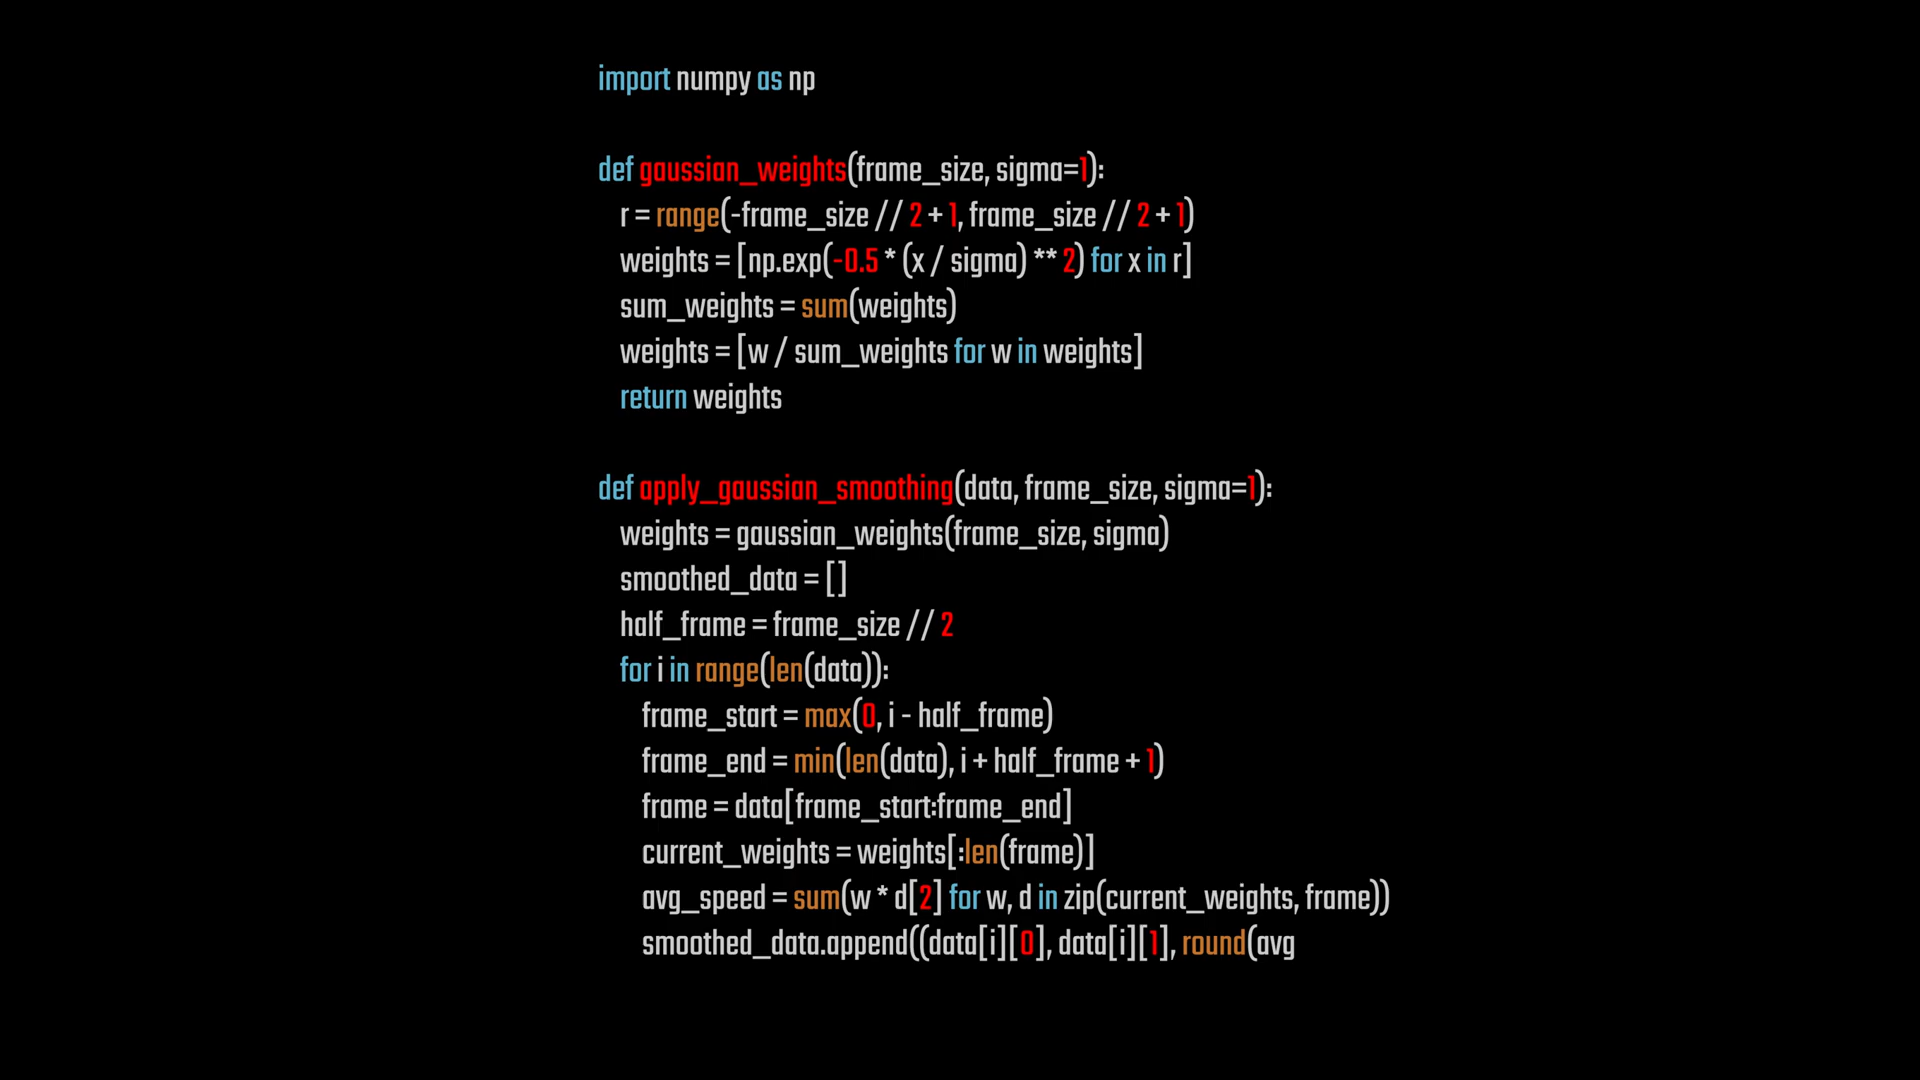 import numpy as np

def gaussian_weights(frame_size, sigma=1):
  r = range(-frame_size // 2 + 1, frame_size // 2 + 1)
  weights = [np.exp(-0.5 * (x / sigma) ** 2) for x in r]
  sum_weights = sum(weights)
  weights = [w / sum_weights for w in weights]
  return weights

def apply_gaussian_smoothing(data, frame_size, sigma=1):
  weights = gaussian_weights(frame_size, sigma)
  smoothed_data = []
  half_frame = frame_size // 2
  for i in range(len(data)):
    frame_start = max(0, i - half_frame)
    frame_end = min(len(data), i + half_frame + 1)
    frame = data[frame_start:frame_end]
    current_weights = weights[:len(frame)]
    avg_speed = sum(w * d[2] for w, d in zip(current_weights, frame))
    smoothed_data.append((data[i][0], data[i][1], round(avg